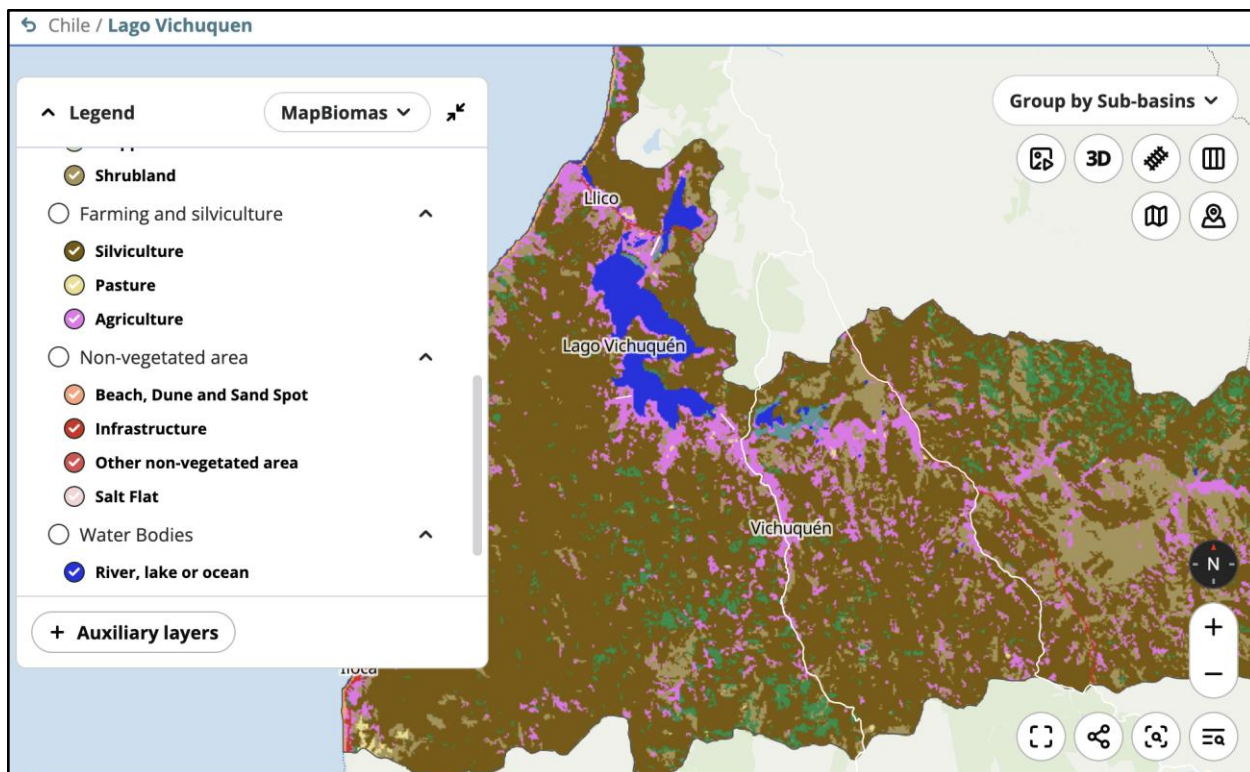 Chile / Lago Vichuquen
Legend
MapBiomas
Group by Sub-basins
3D
Shrubland
Farming and silviculture
Silviculture
Pasture
Agriculture
Non-vegetated area
Beach, Dune and Sand Spot
Infrastructure
Other non-vegetated area
Salt Flat
Water Bodies
River, lake or ocean
+ Auxiliary layers
Llico
Lago Vichuquén
Vichuquén
N
+
−